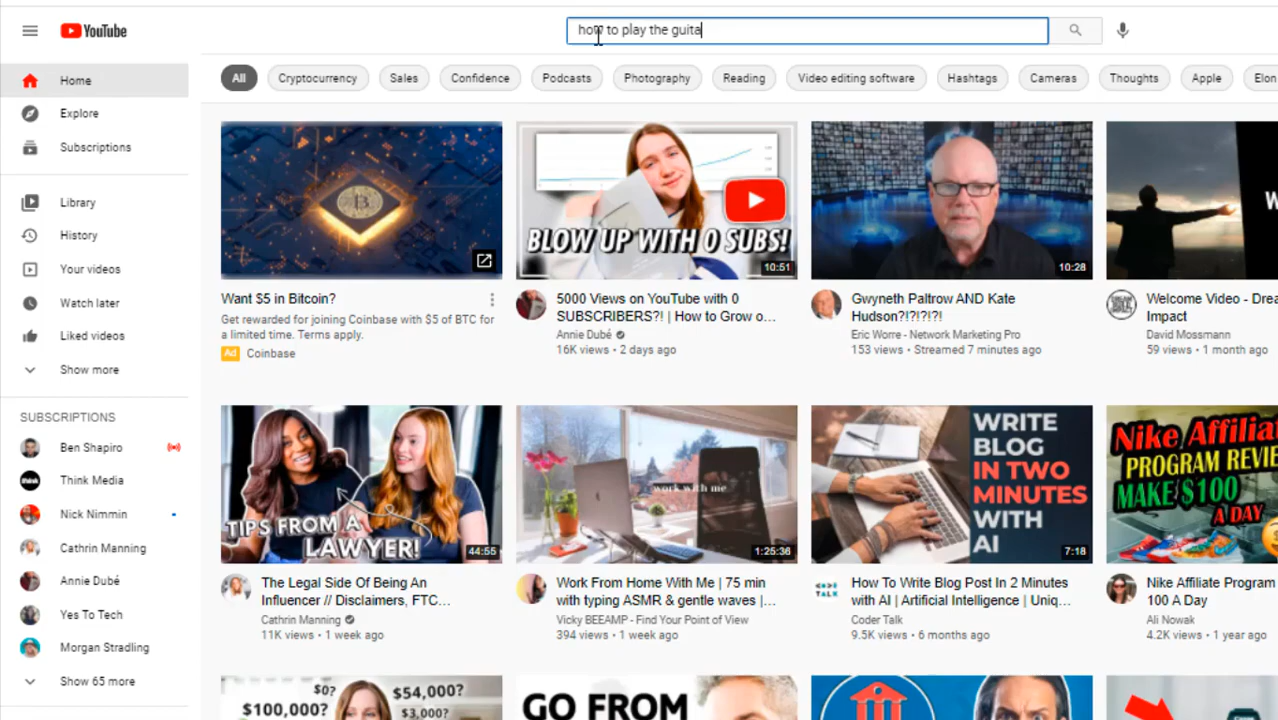 YouTube
how to play the guita
All
Cryptocurrency
Sales
Confidence
Podcasts
Photography
Reading
Video editing software
Hashtags
Cameras
Thoughts
Apple
Elon
Home
Explore
Subscriptions
Library
History
Your videos
Watch later
Liked videos
Show more
SUBSCRIPTIONS
Ben Shapiro
Think Media
Nick Nimmin
Cathrin Manning
Annie Dubé
Yes To Tech
Morgan Stradling
Show 65 more
B
Want $5 in Bitcoin?
Get rewarded for joining Coinbase with $5 of BTC for
a limited time. Terms apply.
Ad Coinbase
BLOW UP WITH 0 SUBS!
10:51
5000 Views on YouTube with 0
SUBSCRIBERS?! | How to Grow o...
Annie Dubé
16K views • 2 days ago
10:28
Gwyneth Paltrow AND Kate
Hudson?!?!?!?!
Eric Worre - Network Marketing Pro
153 views • Streamed 7 minutes ago
W
Welcome Video - Drea
Impact
David Mossmann
59 views • 1 month ago
TIPS FROM A
LAWYER!
44:55
The Legal Side Of Being An
Influencer // Disclaimers, FTC...
Cathrin Manning
11K views • 1 week ago
work with me
1:25:36
Work From Home With Me | 75 min
with typing ASMR & gentle waves |...
Vicky BEEAMP - Find Your Point of View
394 views • 1 week ago
WRITE
BLOG
IN TWO
MINUTES
WITH
AI
7:18
CODE
TALK
How To Write Blog Post In 2 Minutes
with AI | Artificial Intelligence | Uniq...
Coder Talk
9.5K views • 6 months ago
Nike Affilia
PROGRAM REVIE
MAKE $100
A DAY
Nike Affiliate Program
100 A Day
Ali Nowak
4.2K views • 1 year ago
$0?
$54,000?
$100,000?
$3,000?
GO FROM